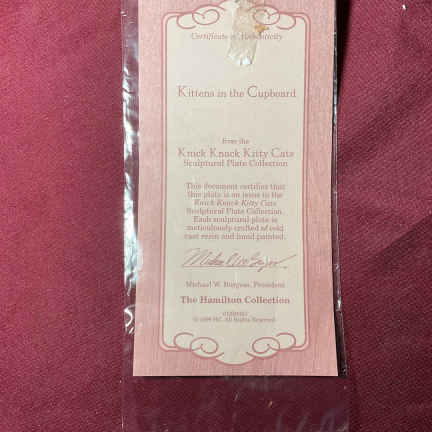 Certificate of Authenticity
Kittens in the Cupboard
from the
Knick Knack Kitty Cats
Sculptural Plate Collection
This document certifies that
this plate is an issue in the
Knick Knack Kitty Cats
Sculptural Plate Collection.
Each sculptural plate is
meticulously crafted of cold
cast resin and hand painted.
Michael W. Burgess, President
The Hamilton Collection
HC. All Rights Reserved.